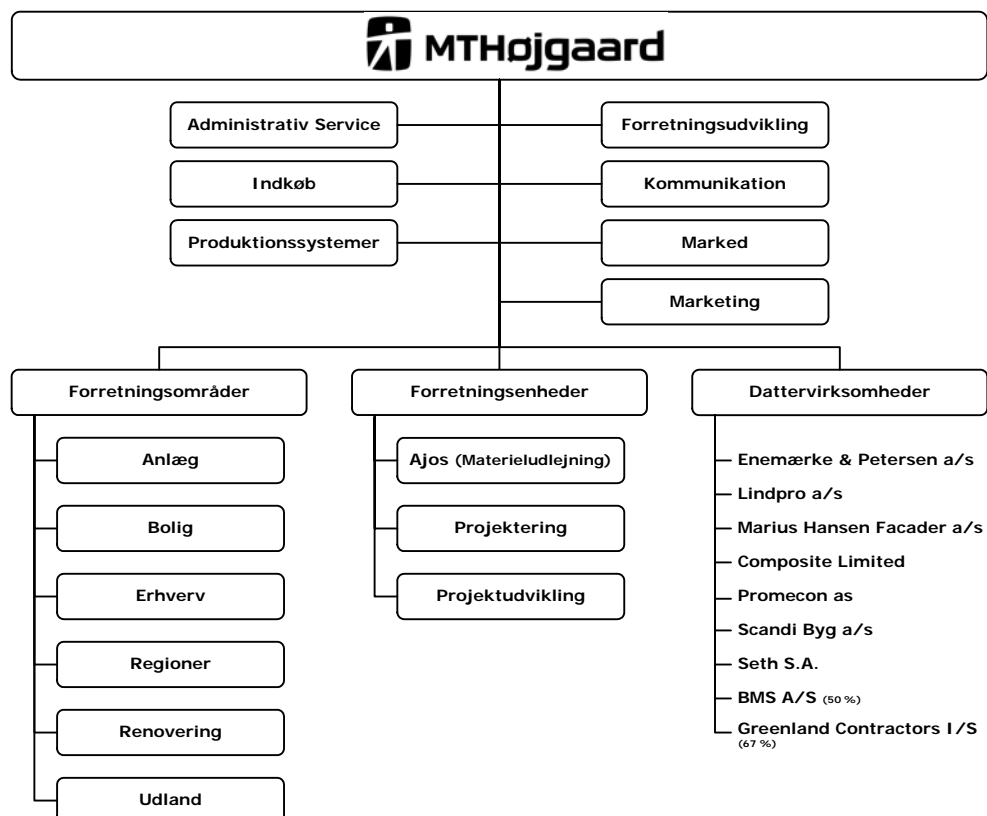 MTHøjgaard
Administrativ Service
Forretningsudvikling
Indkøb
Kommunikation
Produktionssystemer
Marked
Marketing
Forretningsområder
Anlæg
Bolig
Erhverv
Regioner
Renovering
Udland
Forretningsenheder
Ajos (Materieludlejning)
Projektering
Projektudvikling
Dattervirksomheder
Enemærke & Petersen a/s
Lindpro a/s
Marius Hansen Facader a/s
Composite Limited
Promecon as
Scandi Byg a/s
Seth S.A.
BMS A/S (50 %)
Greenland Contractors I/S
(67 %)